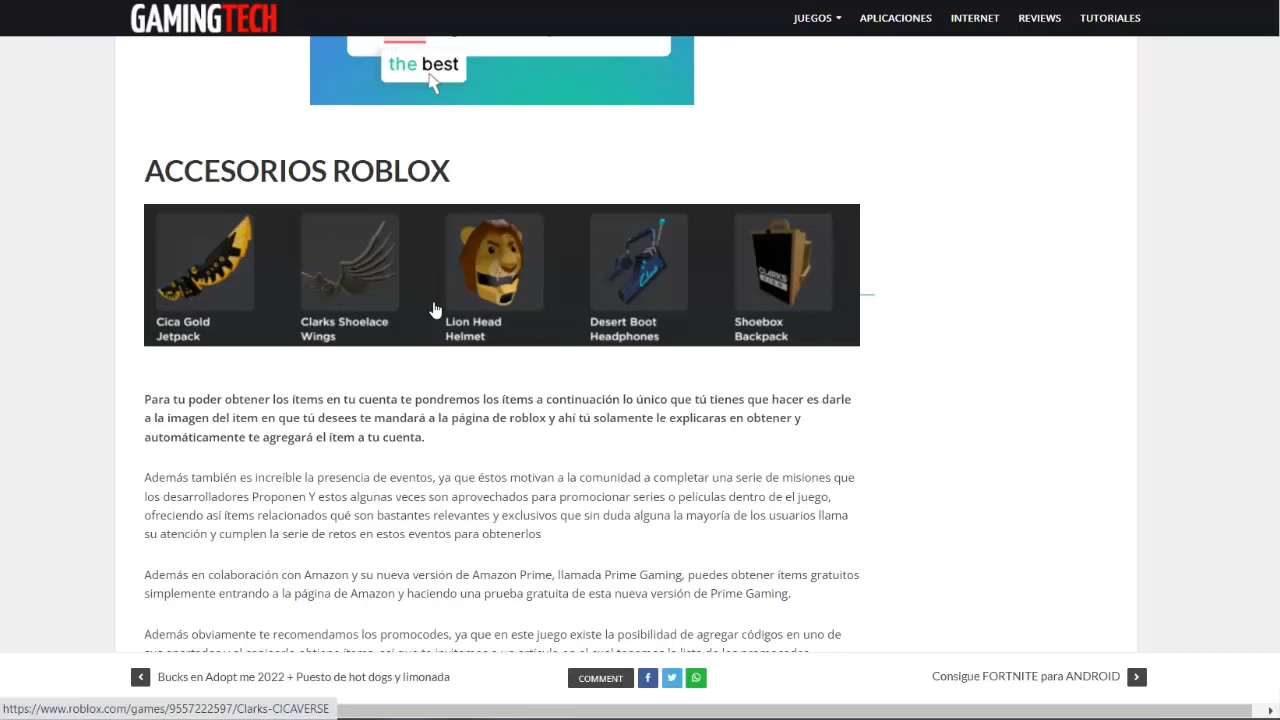 GAMINGTECH
JUEGOS
APLICACIONES
INTERNET
REVIEWS
TUTORIALES
the best
ACCESORIOS ROBLOX
Cica Gold Jetpack
Clarks Shoelace Wings
Lion Head Helmet
Desert Boot Headphones
Shoebox Backpack
Para tu poder obtener los ítems en tu cuenta te pondremos los ítems a continuación lo único que tú tienes que hacer es darle
a la imagen del item en que tú desees te mandará a la página de roblox y ahí tú solamente le explicaras en obtener y
automáticamente te agregará el ítem a tu cuenta.
Además también es increíble la presencia de eventos, ya que éstos motivan a la comunidad a completar una serie de misiones que
los desarrolladores Proponen Y estos algunas veces son aprovechados para promocionar series o películas dentro de el juego,
ofreciendo así ítems relacionados qué son bastantes relevantes y exclusivos que sin duda alguna la mayoría de los usuarios llama
su atención y cumplen la serie de retos en estos eventos para obtenerlos
Además en colaboración con Amazon y su nueva versión de Amazon Prime, llamada Prime Gaming, puedes obtener ítems gratuitos
simplemente entrando a la página de Amazon y haciendo una prueba gratuita de esta nueva versión de Prime Gaming.
Además obviamente te recomendamos los promocodes, ya que en este juego existe la posibilidad de agregar códigos en uno de
Bucks en Adopt me 2022 + Puesto de hot dogs y limonada
COMMENT
Consigue FORTNITE para ANDROID
https://www.roblox.com/games/9557222597/Clarks-CICAVERSE